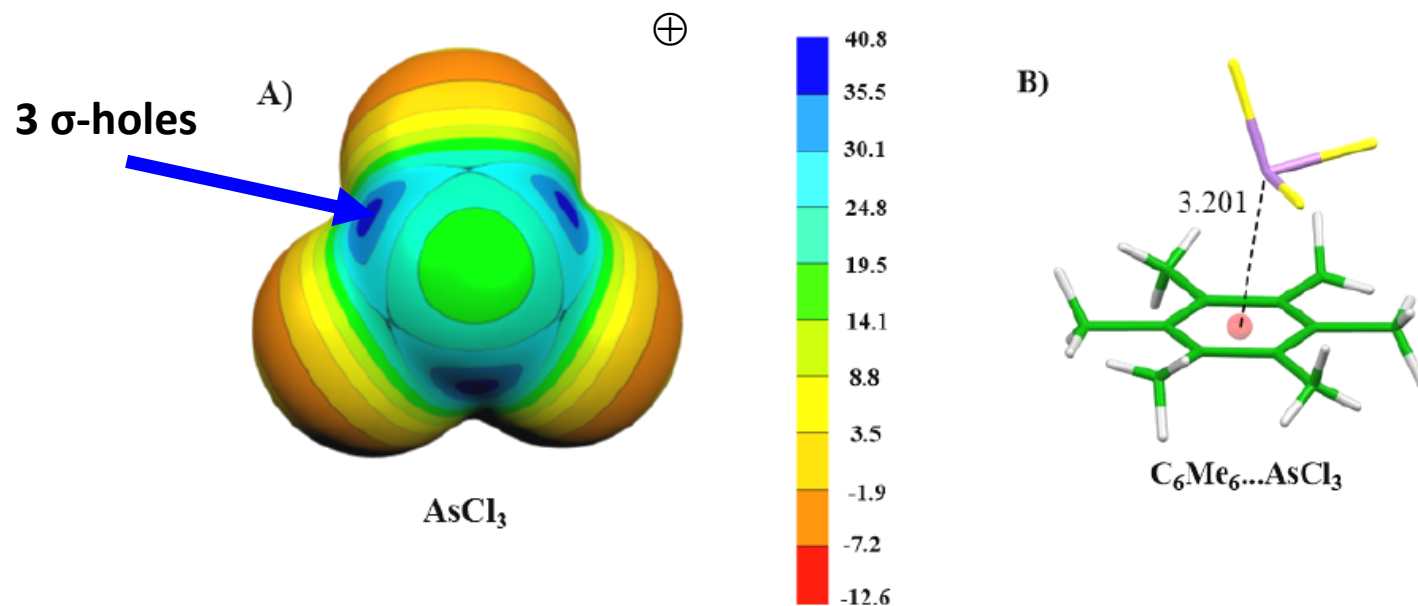 3 σ-holes
A)
AsCl₃
⊕
40.8
35.5
30.1
24.8
19.5
14.1
8.8
3.5
-1.9
-7.2
-12.6
B)
3.201
C₆Me₆...AsCl₃